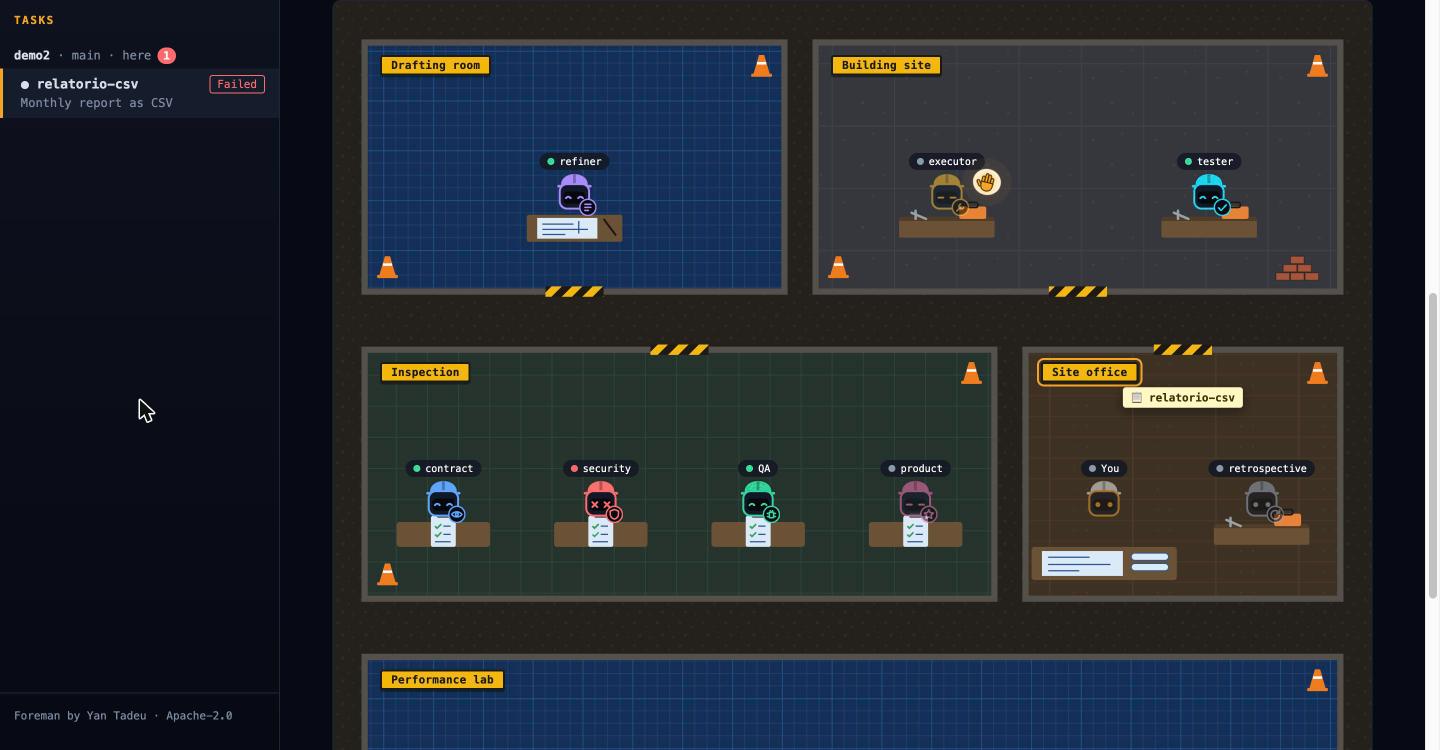 TASKS
demo2 · main · here 1
relatorio-csv Failed
Monthly report as CSV
Foreman by Yan Tadeu · Apache-2.0
Drafting room
refiner
Building site
executor
tester
Inspection
contract
security
QA
product
Site office
relatorio-csv
You
retrospective
Performance lab